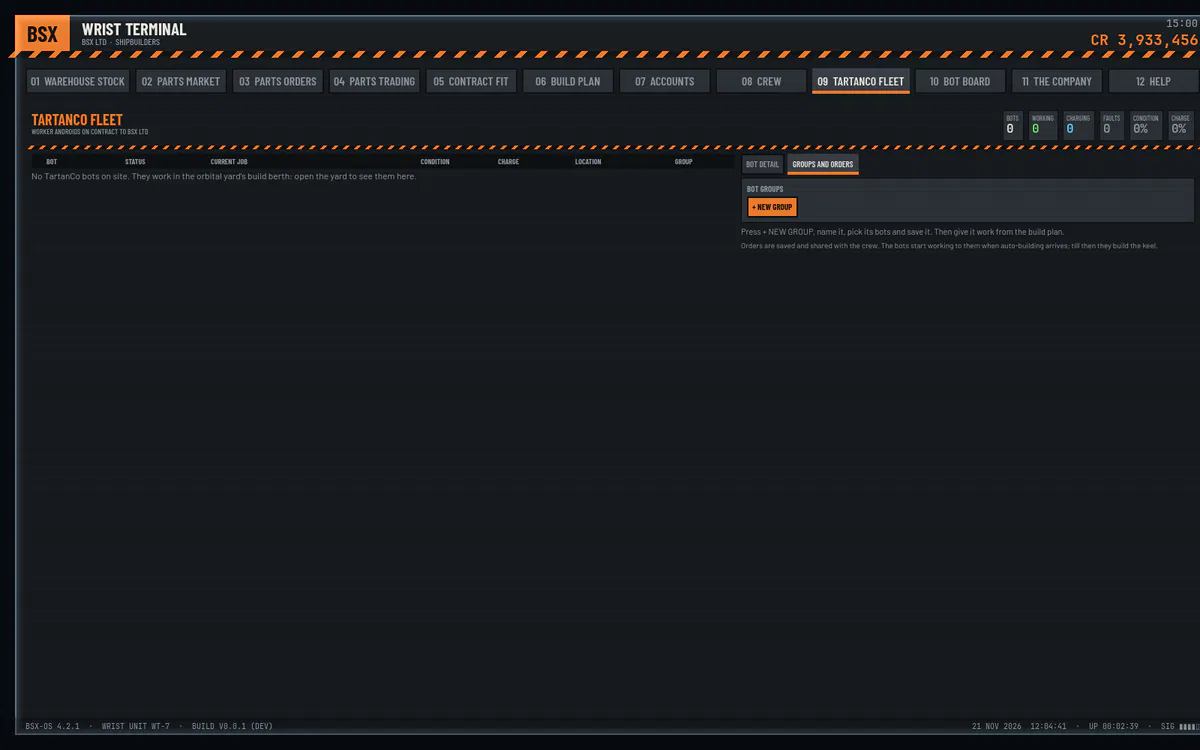 BSX
WRIST TERMINAL
BSX LTD · SHIPBUILDERS
15:00
CR 3,933,456
01 WAREHOUSE STOCK
02 PARTS MARKET
03 PARTS ORDERS
04 PARTS TRADING
05 CONTRACT FIT
06 BUILD PLAN
07 ACCOUNTS
08 CREW
09 TARTANCO FLEET
10 BOT BOARD
11 THE COMPANY
12 HELP
TARTANCO FLEET
WORKER ANDROIDS ON CONTRACT TO BSX LTD
BOTS 0
WORKING 0
CHARGING 0
FAULTS 0
CONDITION 0%
CHARGE 0%
BOT STATUS CURRENT JOB CONDITION CHARGE LOCATION GROUP
No TartanCo bots on site. They work in the orbital yard's build berth: open the yard to see them here.
BOT DETAIL
GROUPS AND ORDERS
BOT GROUPS
+ NEW GROUP
Press + NEW GROUP, name it, pick its bots and save it. Then give it work from the build plan.
Orders are saved and shared with the crew. The bots start working to them when auto-building arrives; till then they build the keel.
BSX-OS 4.2.1 · WRIST UNIT WT-7 · BUILD V0.0.1 (DEV)
21 NOV 2026 12:04:41 · UP 00:02:39 · SIG